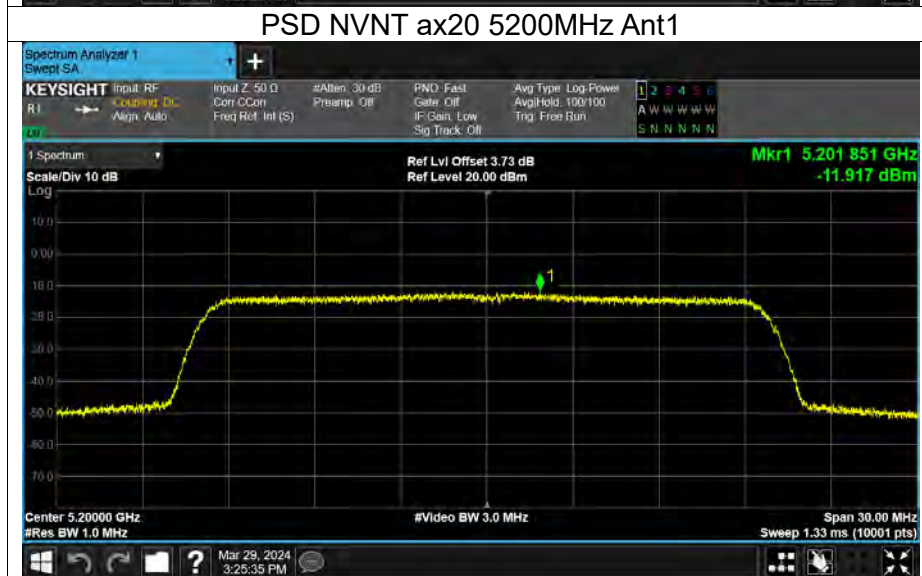 PSD NVNT ax20 5200MHz Ant1
Spectrum Analyzer 1
Swept SA
+
KEYSIGHT Input: RF
Coupling: DC
Align: Auto
Input Z: 50 Ω
Corr CCorr
Freq Ref: Int (S)
#Atten: 30 dB
Preamp: Off
PNO: Fast
Gate: Off
IF Gain: Low
Sig Track: Off
Avg Type: Log-Power
Avg|Hold: 100/100
Trig: Free Run
1 2 3 4 5 6
A W W W W W
S N N N N N
1 Spectrum
Scale/Div 10 dB
Log
Ref Lvl Offset 3.73 dB
Ref Level 20.00 dBm
Mkr1 5.201 851 GHz
-11.917 dBm
10.0
0.00
1
-40.0
-50.0
-60.0
-70.0
Center 5.20000 GHz
#Res BW 1.0 MHz
#Video BW 3.0 MHz
Span 30.00 MHz
Sweep 1.33 ms (10001 pts)
?
Mar 29, 2024
3:25:35 PM